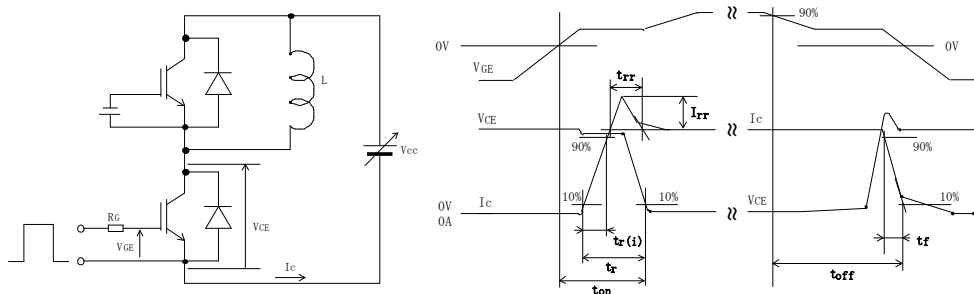 L
Vcc
RG
VGE
VCE
Ic
0V
VGE
90%
0V
trr
Irr
VCE
Ic
90%
90%
10%
Ic
10%
VCE
10%
0V
0A
tr(i)
tf
tr
toff
ton